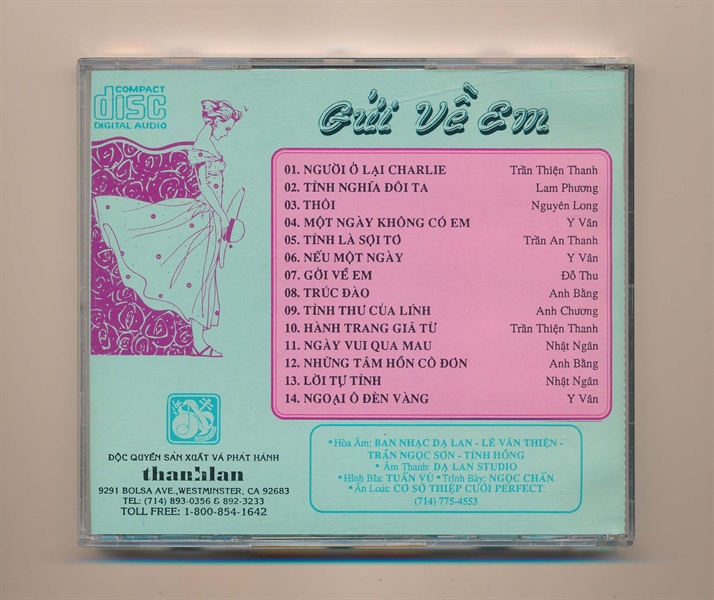 COMPACT
disc
DIGITAL AUDIO
Gửi Về Em
01. NGƯỜI Ở LẠI CHARLIE Trần Thiện Thanh
02. TÌNH NGHĨA ĐÔI TA Lam Phương
03. THÔI Nguyên Long
04. MỘT NGÀY KHÔNG CÓ EM Y Vân
05. TÌNH LÀ SỢI TƠ Trần An Thanh
06. NẾU MỘT NGÀY Y Vân
07. GỞI VỀ EM Đỗ Thu
08. TRÚC ĐÀO Anh Bằng
09. TÌNH THƯ CỦA LÍNH Anh Chương
10. HÀNH TRANG GIÃ TỪ Trần Thiện Thanh
11. NGÀY VUI QUA MAU Nhật Ngân
12. NHỮNG TÂM HỒN CÔ ĐƠN Anh Bằng
13. LỜI TỰ TÌNH Nhật Ngân
14. NGOẠI Ô ĐÈN VÀNG Y Vân
• Hòa Âm: BAN NHẠC DẠ LAN - LÊ VĂN THIỆN -
TRẦN NGỌC SƠN - TÌNH HỒNG
• Âm Thanh: DẠ LAN STUDIO
• Hình Bìa: TUẤN VŨ • Trình Bày: NGỌC CHẤN
• Ấn Loát: CƠ SỞ THIỆP CƯỚI PERFECT
(714) 775-4553
ĐỘC QUYỀN SẢN XUẤT VÀ PHÁT HÀNH
thanhlan
9291 BOLSA AVE.,WESTMINSTER, CA 92683
TEL: (714) 893-0356 & 892-3233
TOLL FREE: 1-800-854-1642